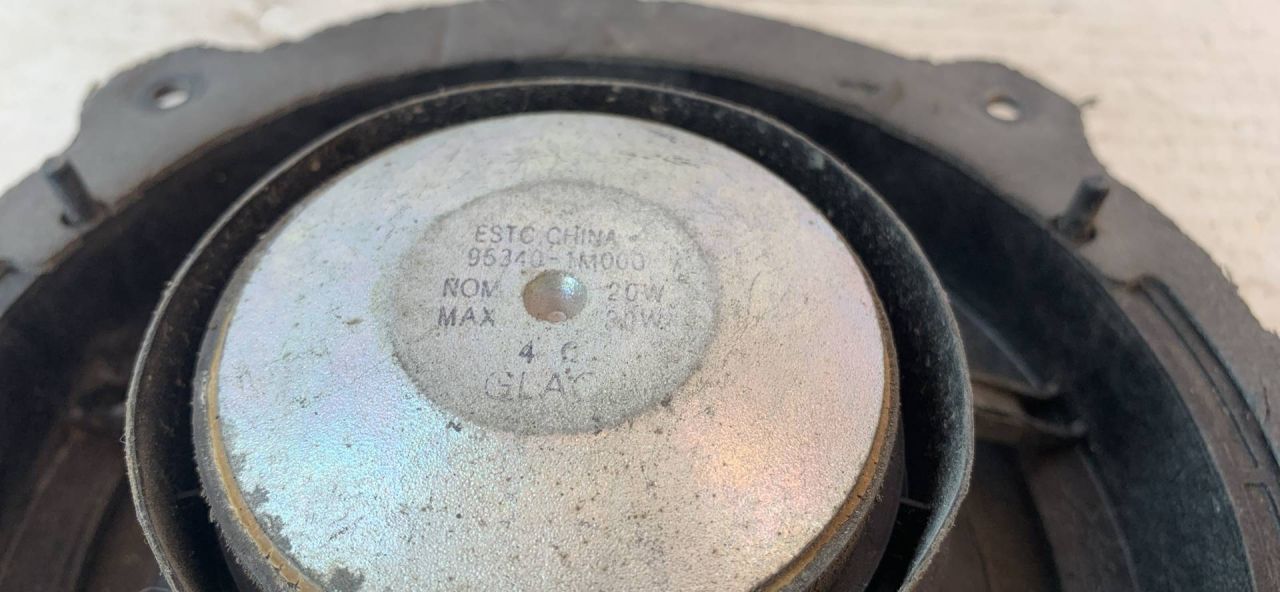 ESTC CHINA
96340-1M000
NOM 20W
MAX
4